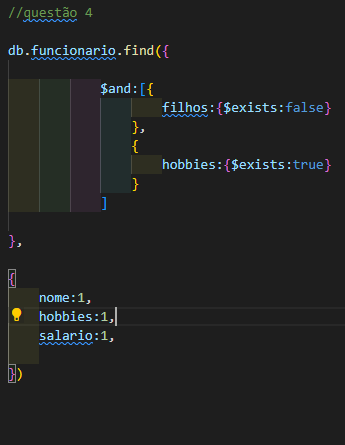 //questão 4
db.funcionario.find({
$and:[{
filhos:{$exists:false}
},
{
hobbies:{$exists:true}
}
]
},
{
nome:1,
hobbies:1,
salario:1,
})